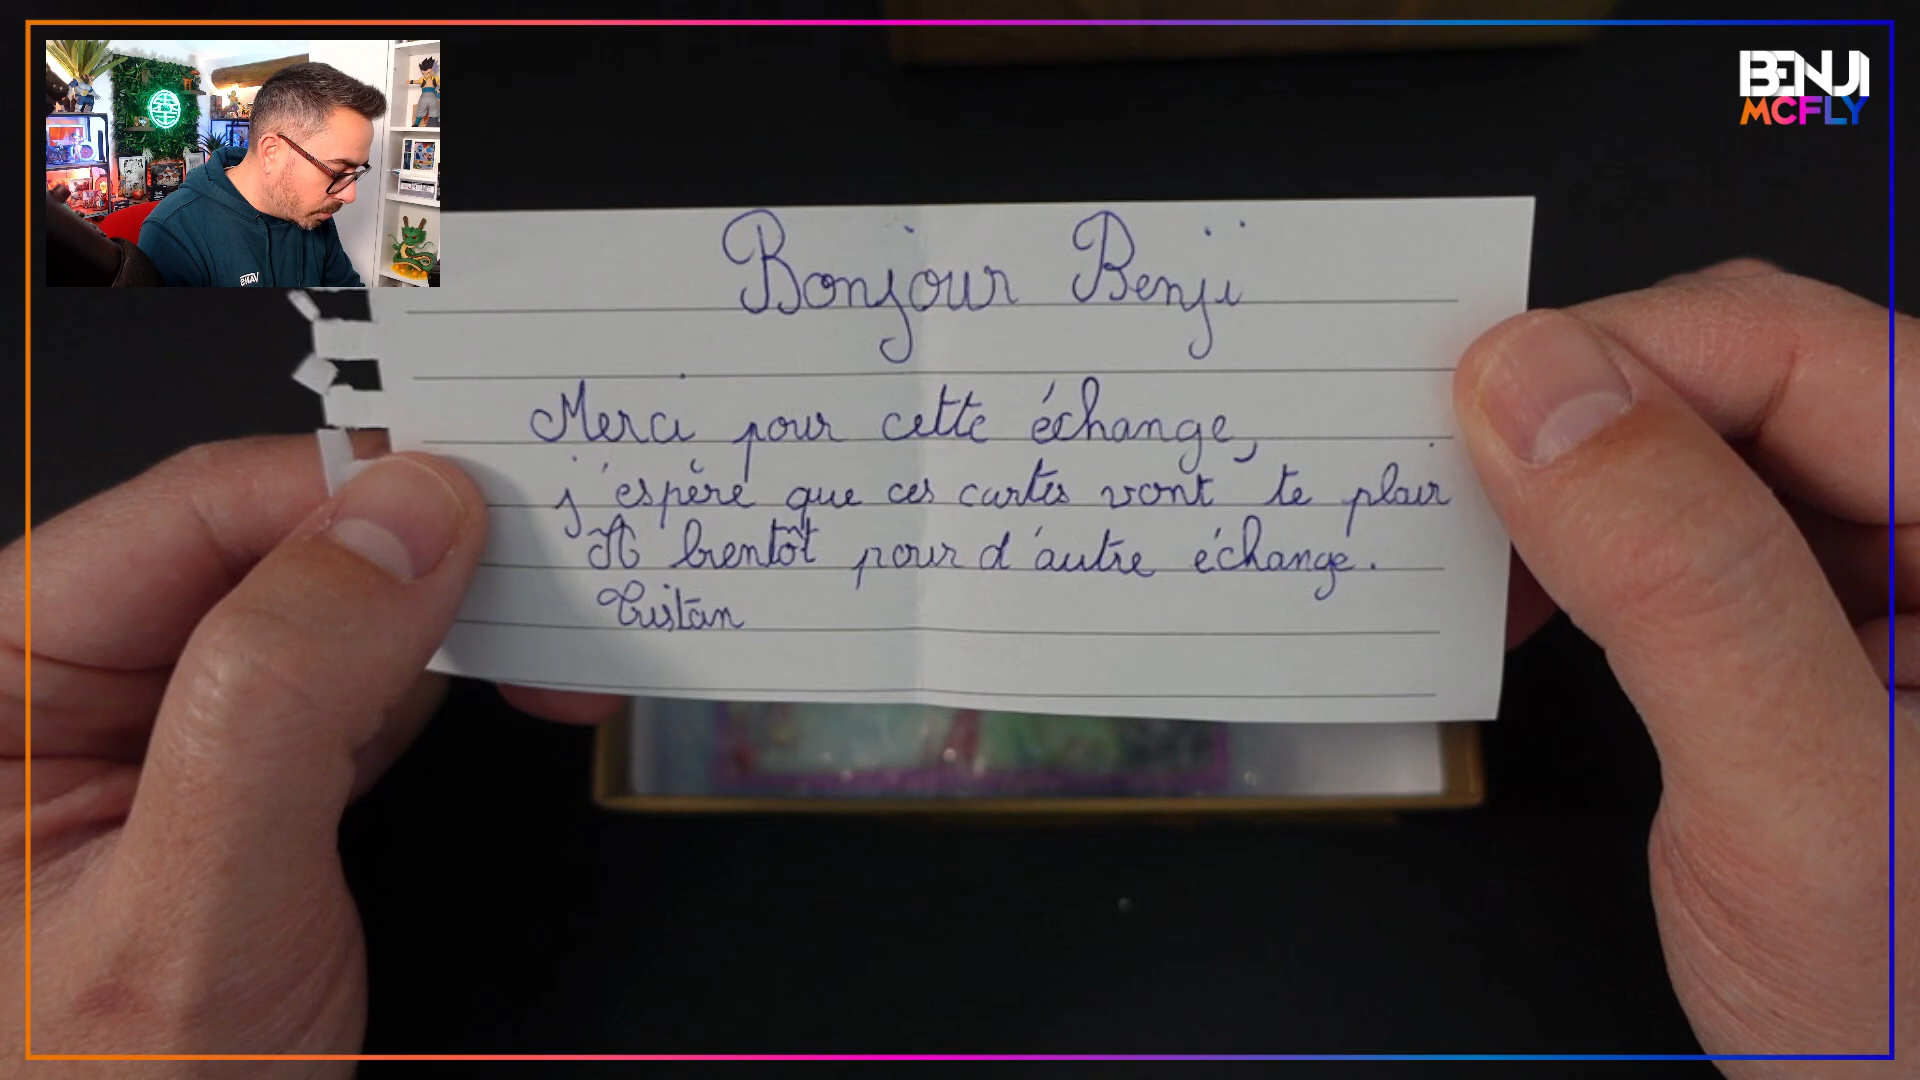 BENJI
MCFLY
Bonjour Benji
Merci pour cette échange,
j'espère que ces cartes vont te plair
A bientôt pour d'autre échange.
Tristan